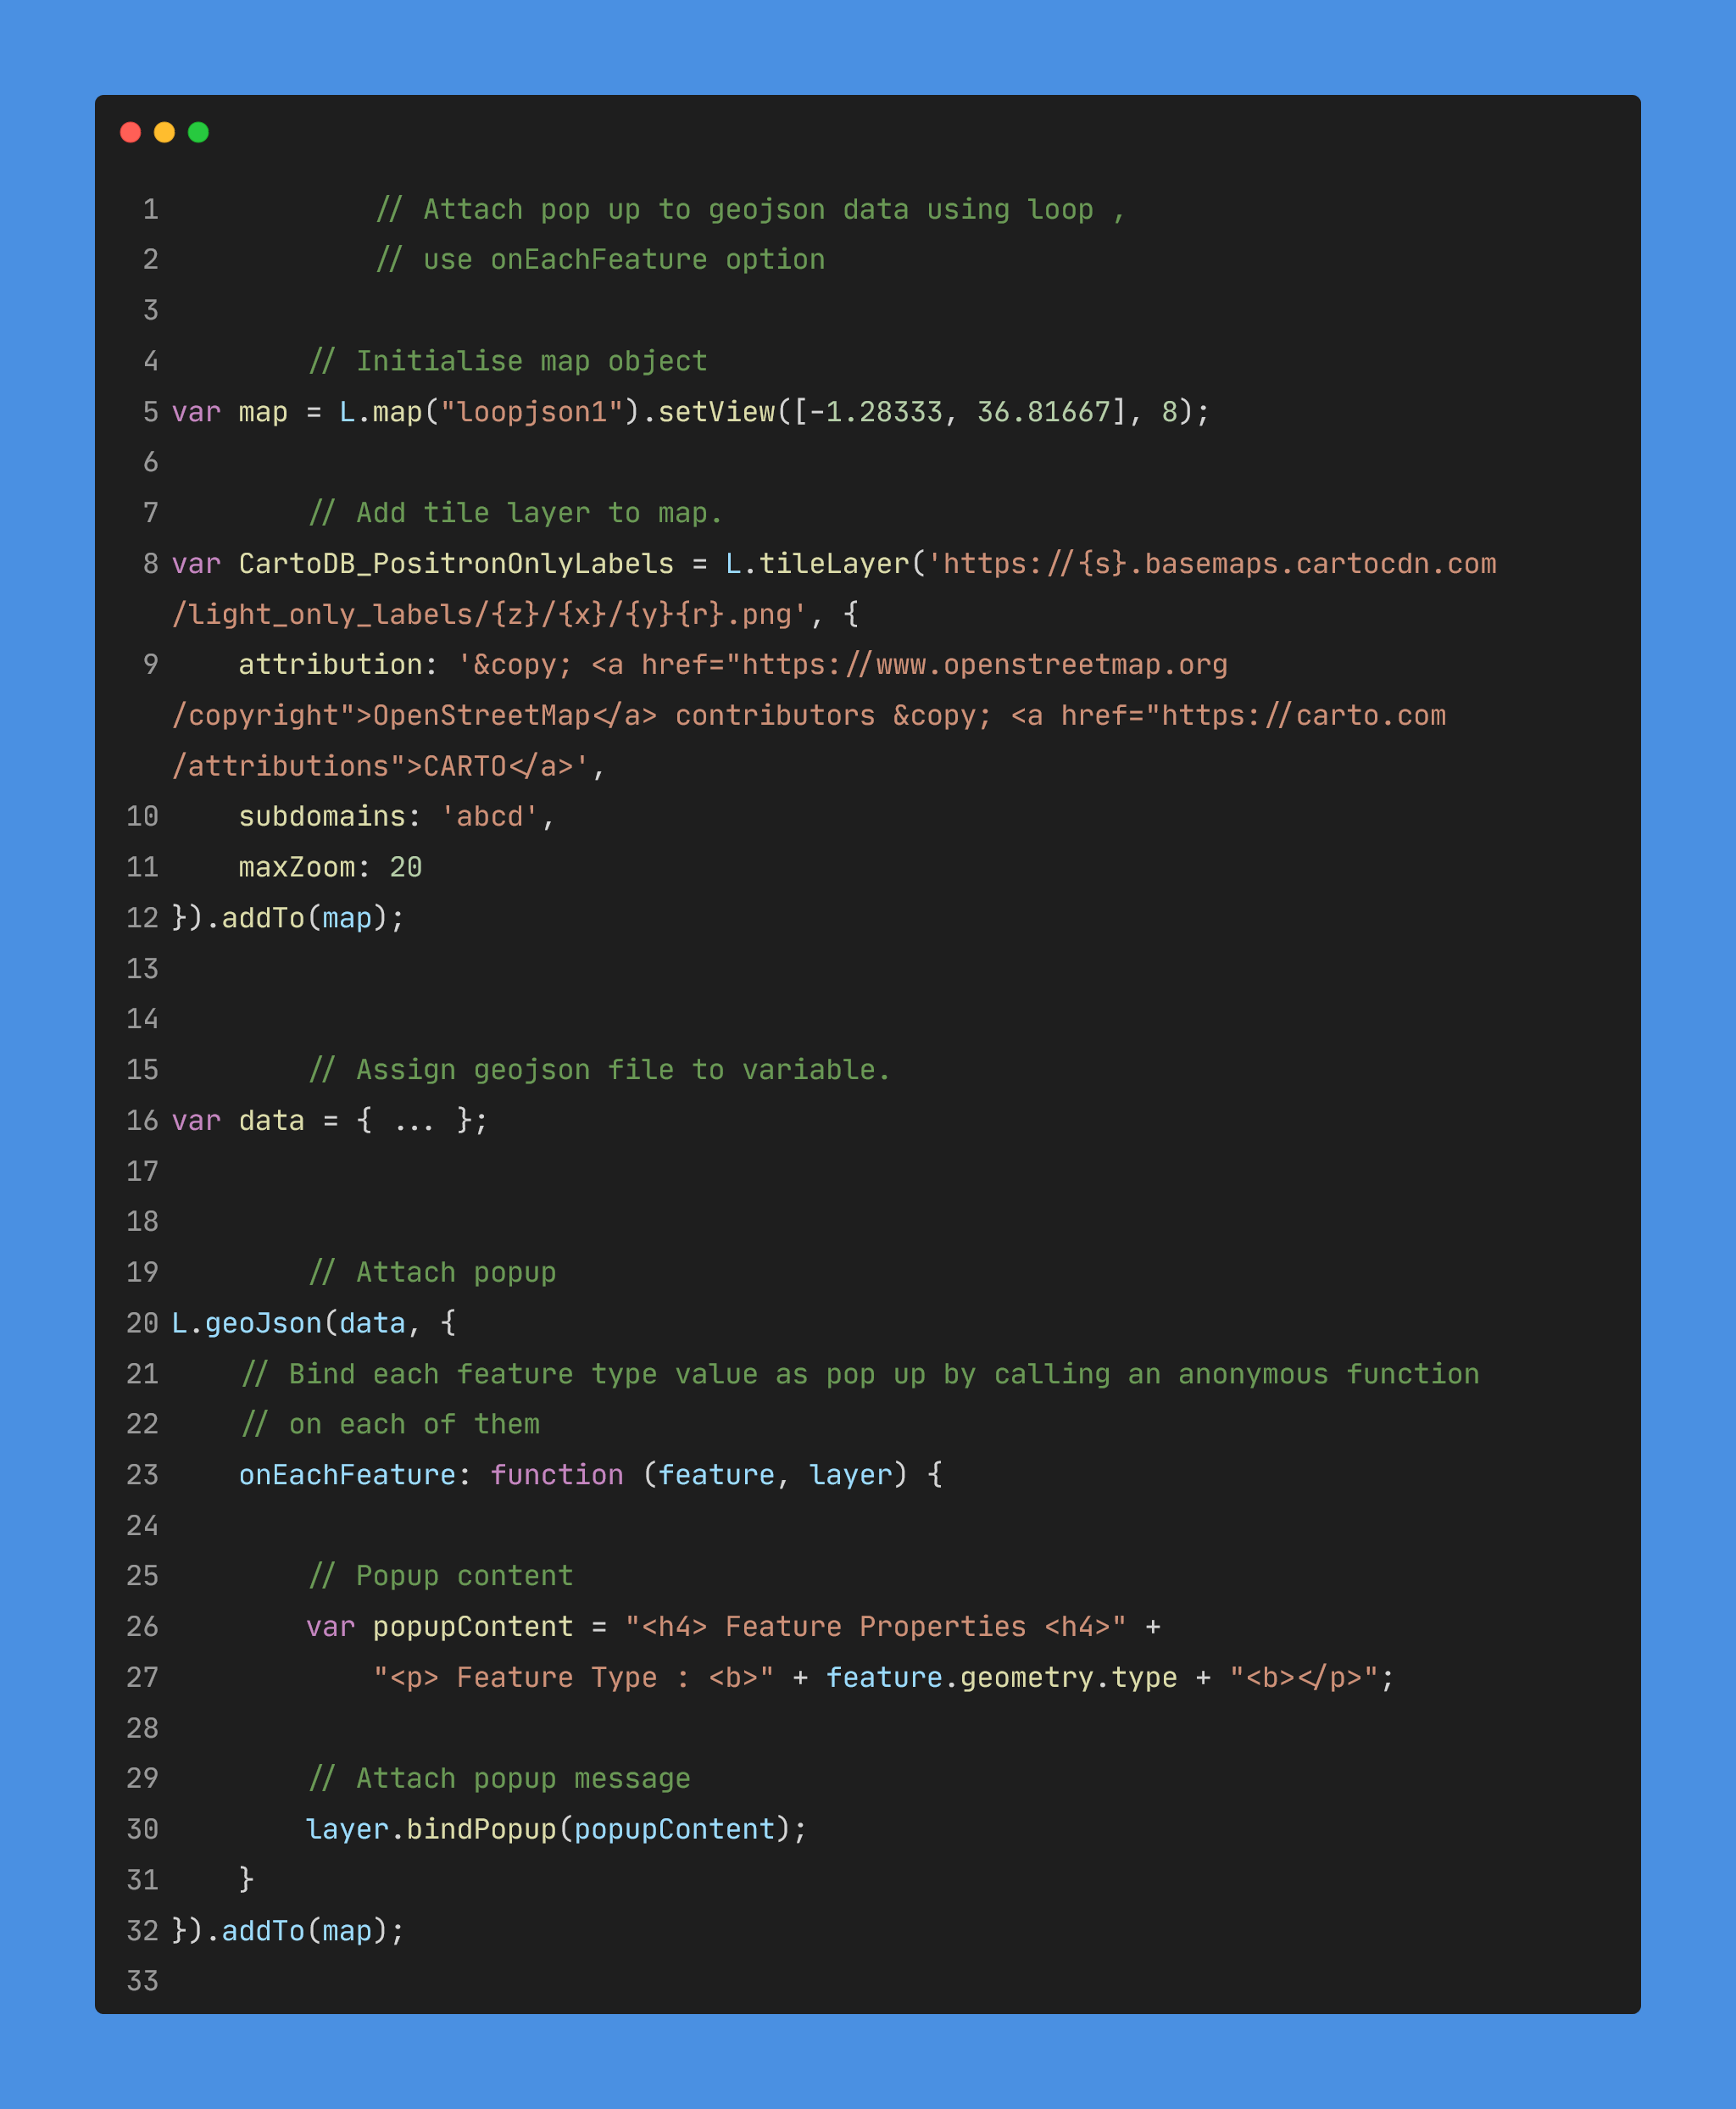 1             // Attach pop up to geojson data using loop ,
2             // use onEachFeature option
3
4         // Initialise map object
5 var map = L.map("loopjson1").setView([-1.28333, 36.81667], 8);
6
7         // Add tile layer to map.
8 var CartoDB_PositronOnlyLabels = L.tileLayer('https://{s}.basemaps.cartocdn.com
/light_only_labels/{z}/{x}/{y}{r}.png', {
9     attribution: '&copy; <a href="https://www.openstreetmap.org
/copyright">OpenStreetMap</a> contributors &copy; <a href="https://carto.com
/attributions">CARTO</a>',
10     subdomains: 'abcd',
11     maxZoom: 20
12 }).addTo(map);
13
14
15         // Assign geojson file to variable.
16 var data = { ... };
17
18
19         // Attach popup
20 L.geoJson(data, {
21     // Bind each feature type value as pop up by calling an anonymous function
22     // on each of them
23     onEachFeature: function (feature, layer) {
24
25         // Popup content
26         var popupContent = "<h4> Feature Properties <h4>" +
27             "<p> Feature Type : <b>" + feature.geometry.type + "<b></p>";
28
29         // Attach popup message
30         layer.bindPopup(popupContent);
31     }
32 }).addTo(map);
33